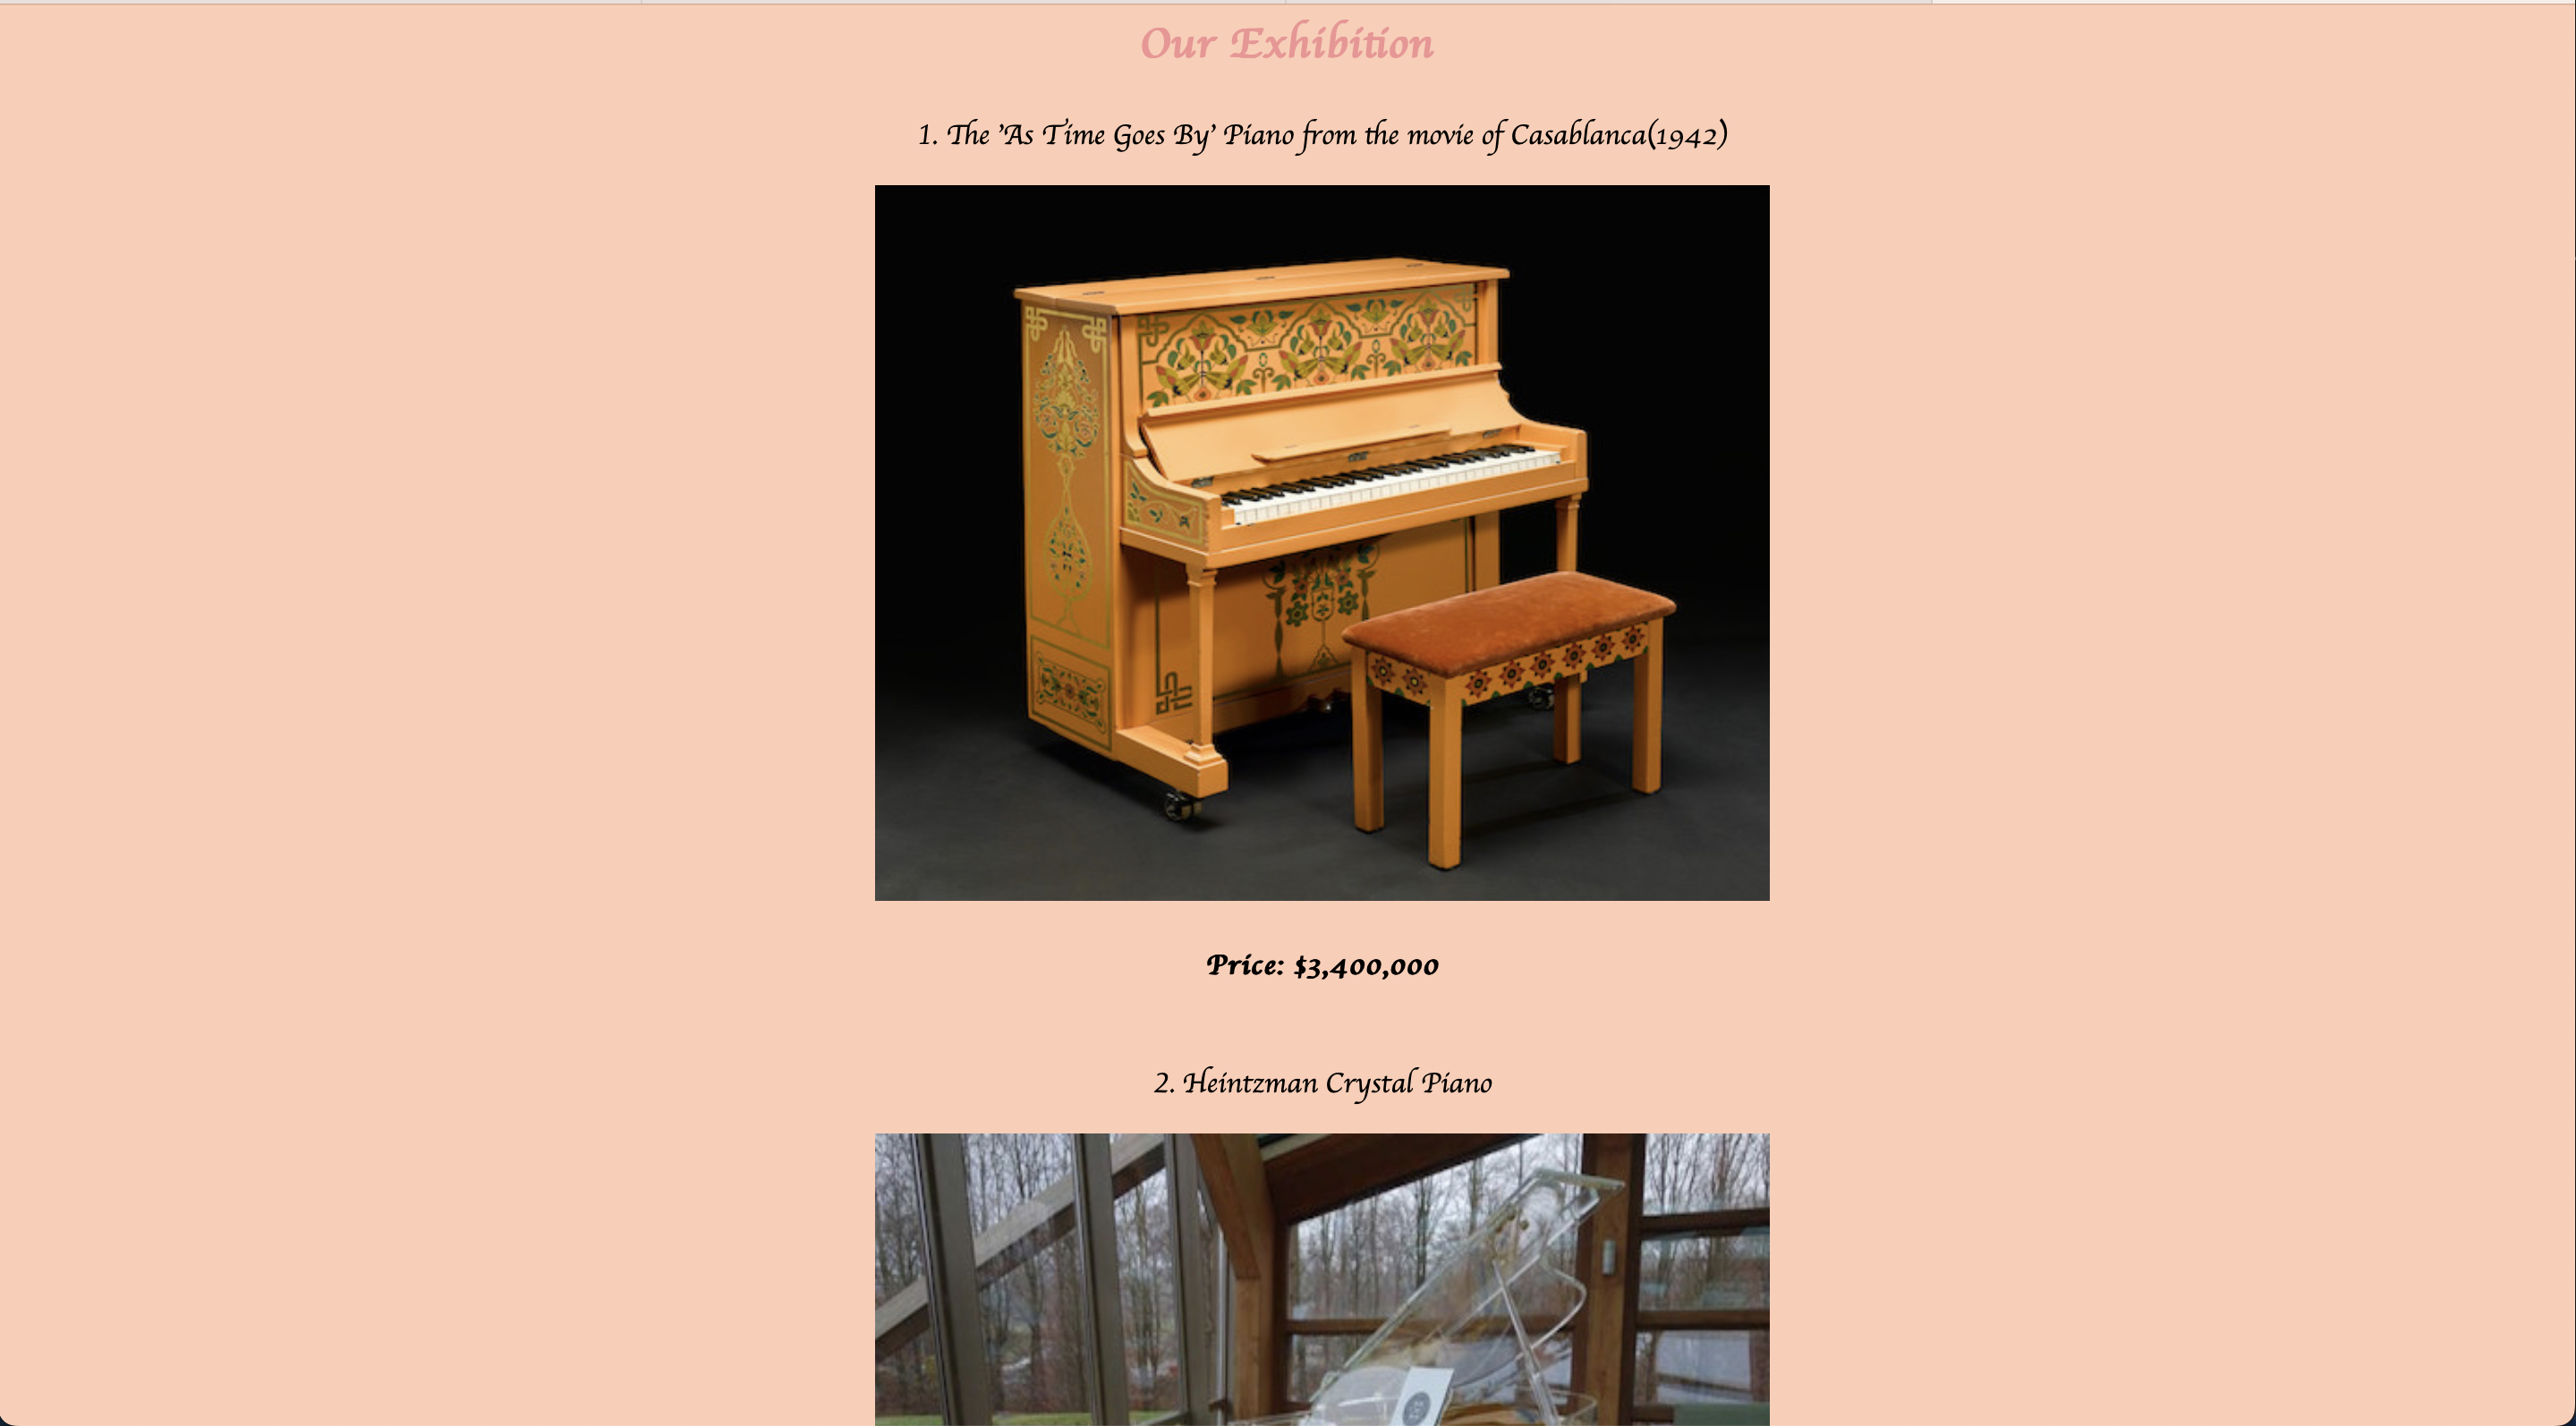 Our Exhibition
1. The 'As Time Goes By' Piano from the movie of Casablanca(1942)
Price: $3,400,000
2. Heintzman Crystal Piano